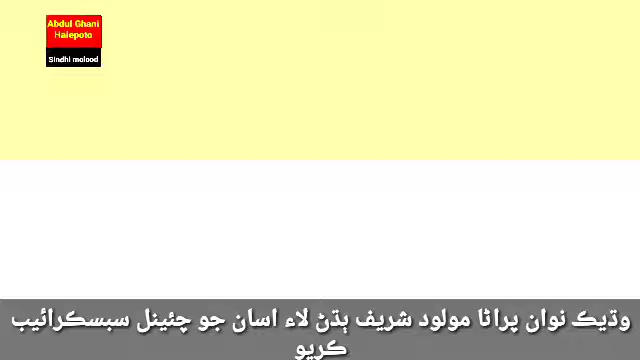 Abdul Ghani
Halepoto
Sindhi molood
وڌيڪ نوان پراڻا مولود شريف ٻڌڻ لاءِ اسان جو چئينل سبسڪرائيب
ڪريو